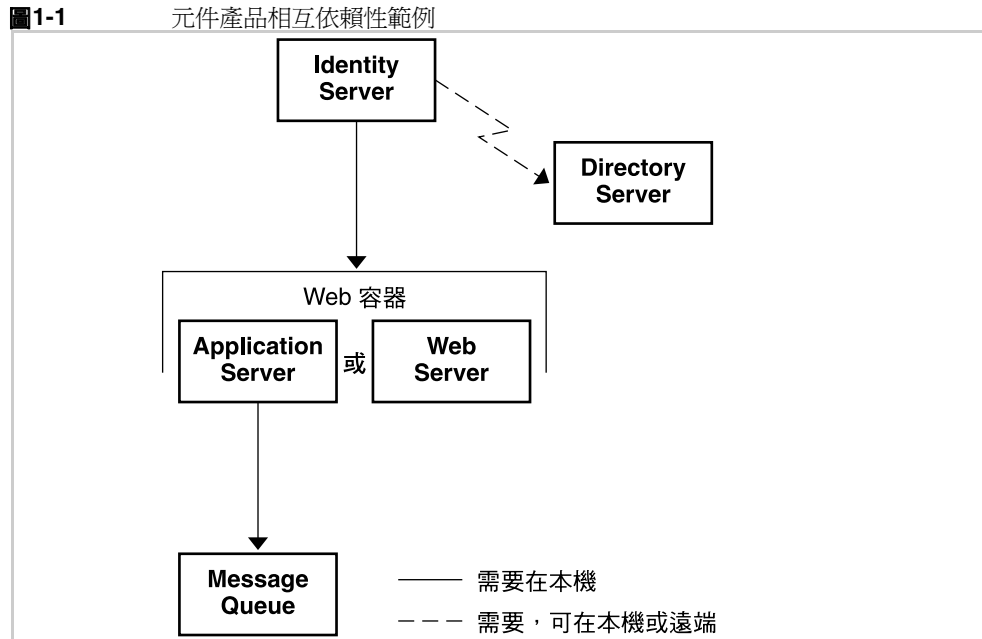 圖1-1 元件產品相互依賴性範例
Identity
Server
Directory
Server
Web 容器
Application
Server
或
Web
Server
Message
Queue
需要在本機
需要，可在本機或遠端